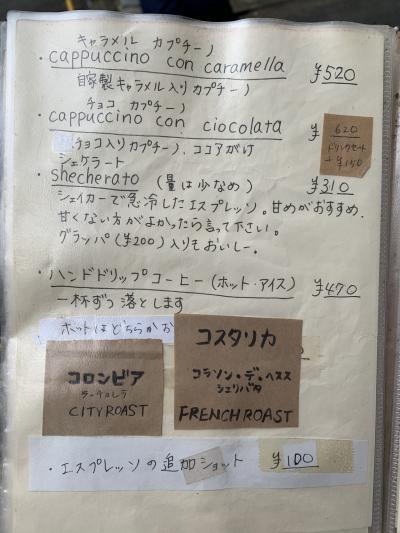 キャラメル カプチーノ
・cappuccino con caramella ¥520
自家製キャラメル入りカプチーノ
チョコ カプチーノ
・cappuccino con ciocolata ¥620
ドリンクセット
+¥150
チョコ入りカプチーノ、ココアがけ
シェケラート
・shecherato (量は少なめ) ¥310
シェイカーで急冷したエスプレッソ。甘めがおすすめ、
甘くない方がよかったら言って下さい。
グラッパ(¥200)入りもおいしー。
・ハンドドリップコーヒー(ホット・アイス) ¥470
一杯ずつ落とします
ホットはどちらかお
コロンビア
CITY ROAST
コスタリカ
コラソン・デ・ヘスス
シェリバタ
FRENCH ROAST
・エスプレッソの追加ショット ¥100